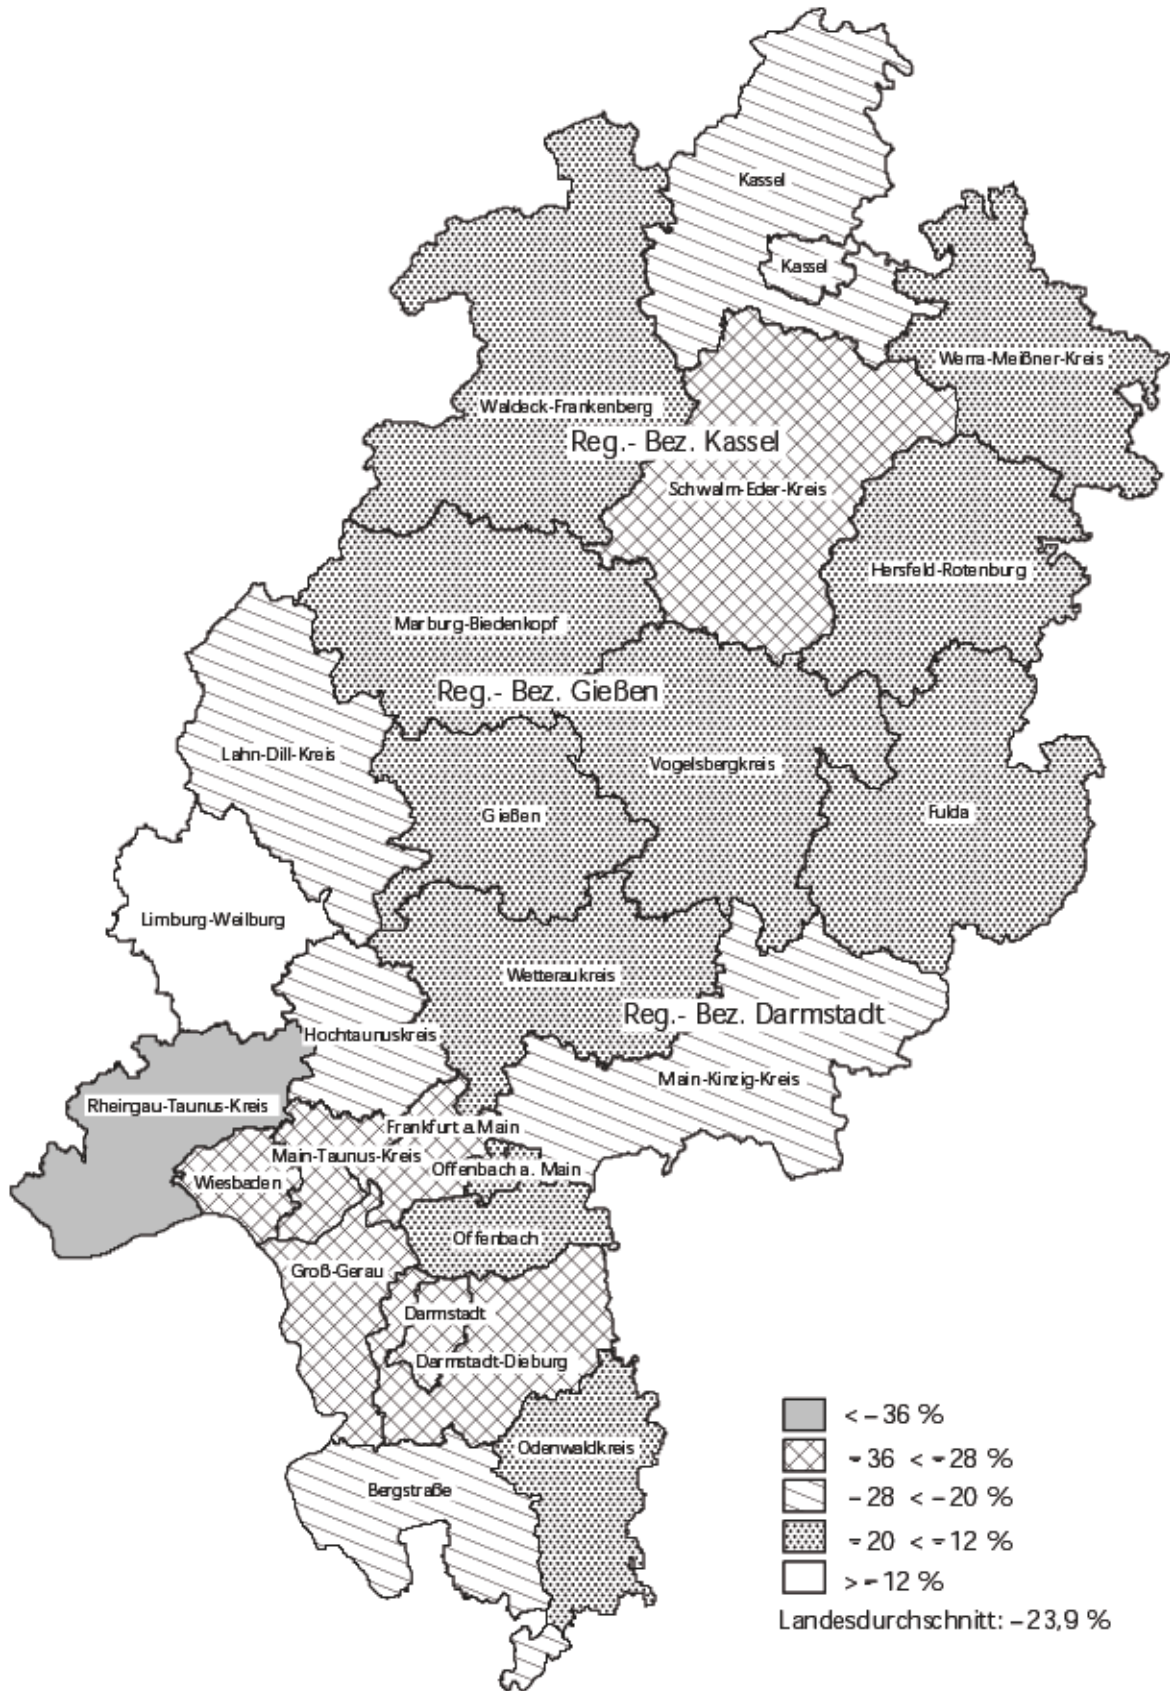 Kassel
Kassel
Werra-Meißner-Kreis
Waldeck-Frankenberg
Reg.- Bez. Kassel
Schwalm-Eder-Kreis
Hersfeld-Rotenburg
Marburg-Biedenkopf
Reg.- Bez. Gießen
Lahn-Dill-Kreis
Vogelsbergkreis
Gießen
Fulda
Limburg-Weilburg
Wetteraukreis
Reg.- Bez. Darmstadt
Hochtaunuskreis
Main-Kinzig-Kreis
Rheingau-Taunus-Kreis
Frankfurt a.Main
Main-Taunus-Kreis
Offenbach a. Main
Wiesbaden
Offenbach
Groß-Gerau
Darmstadt
Darmstadt-Dieburg
Odenwaldkreis
Bergstraße
< – 36 %
– 36 < – 28 %
– 28 < – 20 %
– 20 < – 12 %
> – 12 %
Landesdurchschnitt: – 23,9 %